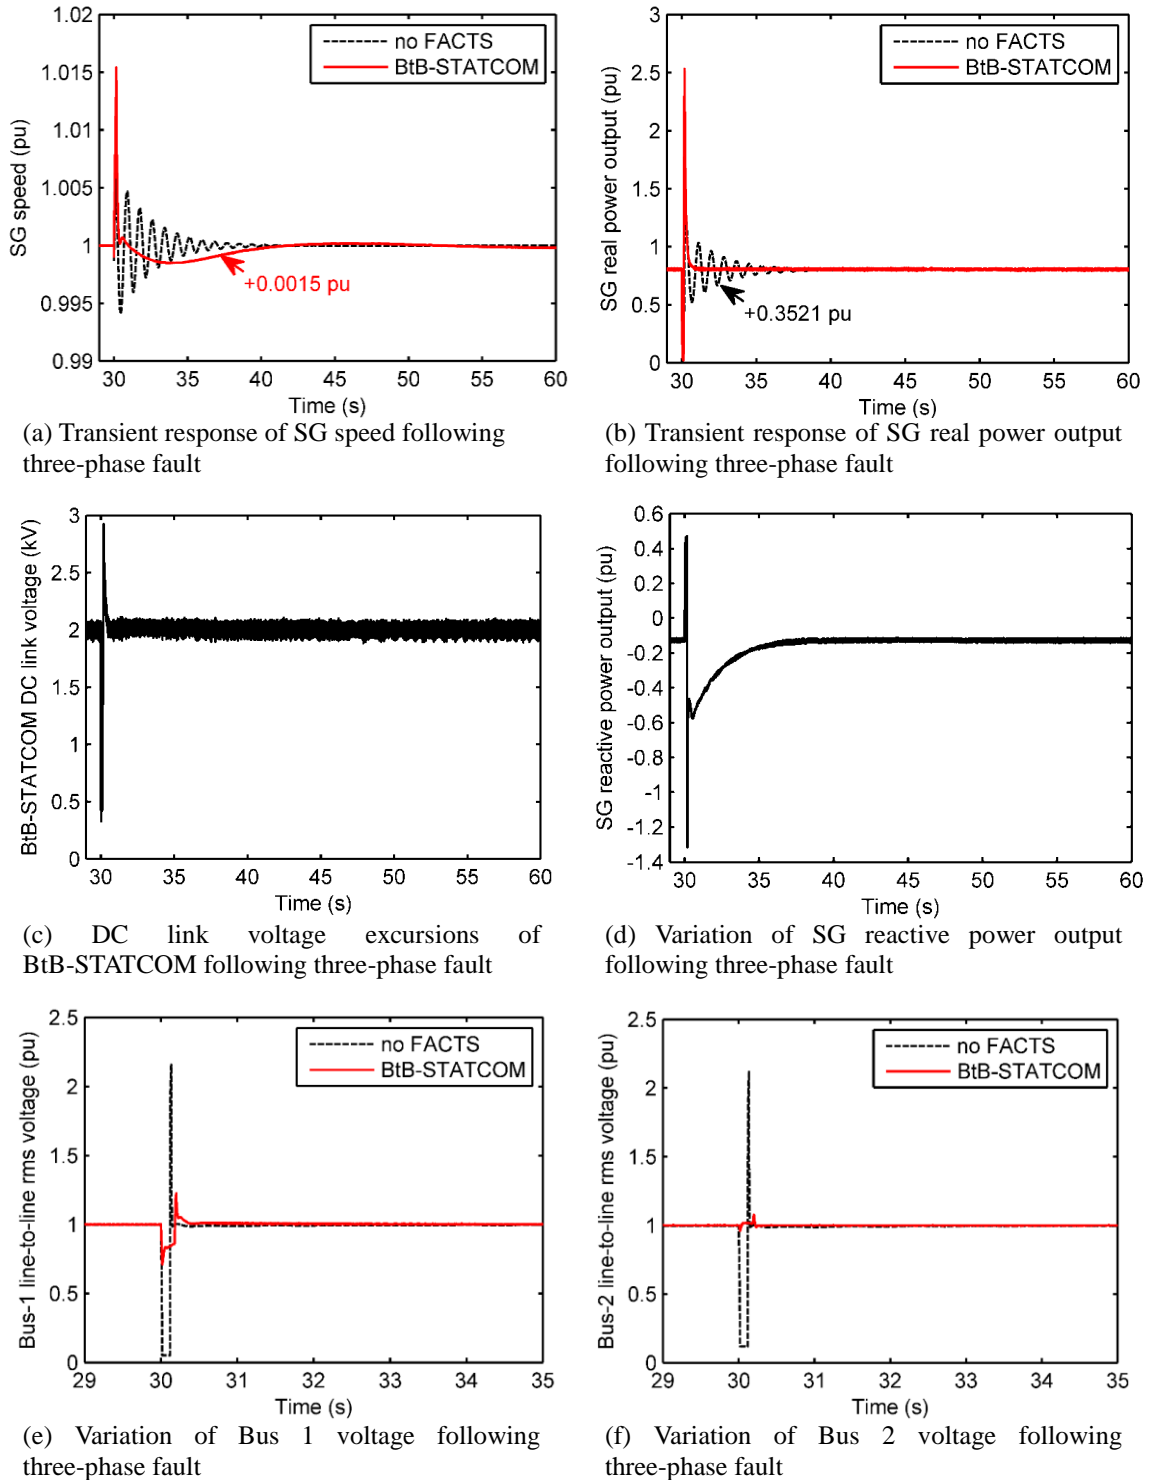 1.02
1.015
1.01
1.005
1
0.995
0.99
SG speed (pu)
no FACTS
BtB-STATCOM
+0.0015 pu
30 35 40 45 50 55 60
Time (s)
(a) Transient response of SG speed following
three-phase fault
3
2.5
2
1.5
1
0.5
0
SG real power output (pu)
no FACTS
BtB-STATCOM
+0.3521 pu
30 35 40 45 50 55 60
Time (s)
(b) Transient response of SG real power output
following three-phase fault
3
2.5
2
1.5
1
0.5
0
BtB-STATCOM DC link voltage (kV)
30 35 40 45 50 55 60
Time (s)
(c) DC link voltage excursions of
BtB-STATCOM following three-phase fault
0.6
0.4
0.2
0
-0.2
-0.4
-0.6
-0.8
-1
-1.2
-1.4
SG reactive power output (pu)
30 35 40 45 50 55 60
Time (s)
(d) Variation of SG reactive power output
following three-phase fault
2.5
2
1.5
1
0.5
0
Bus-1 line-to-line rms voltage (pu)
no FACTS
BtB-STATCOM
29 30 31 32 33 34 35
Time (s)
(e) Variation of Bus 1 voltage following
three-phase fault
2.5
2
1.5
1
0.5
0
Bus-2 line-to-line rms voltage (pu)
no FACTS
BtB-STATCOM
29 30 31 32 33 34 35
Time (s)
(f) Variation of Bus 2 voltage following
three-phase fault